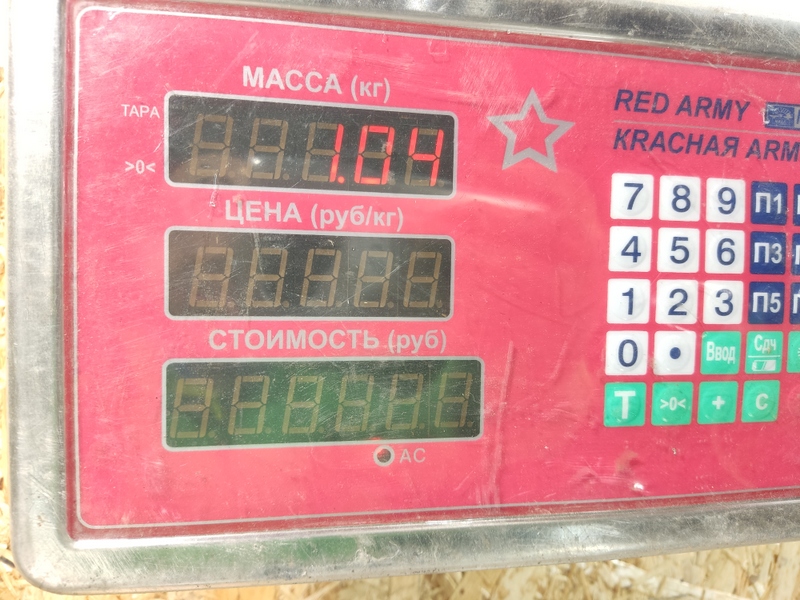 МАССА (кг)
ТАРА
1.04
>0<
ЦЕНА (руб/кг)
СТОИМОСТЬ (руб)
AC
RED ARMY
КRАСНАЯ ARM
7 8 9 П1
4 5 6 П3
1 2 3 П5
0 • Ввод Сдч
T >0< + C